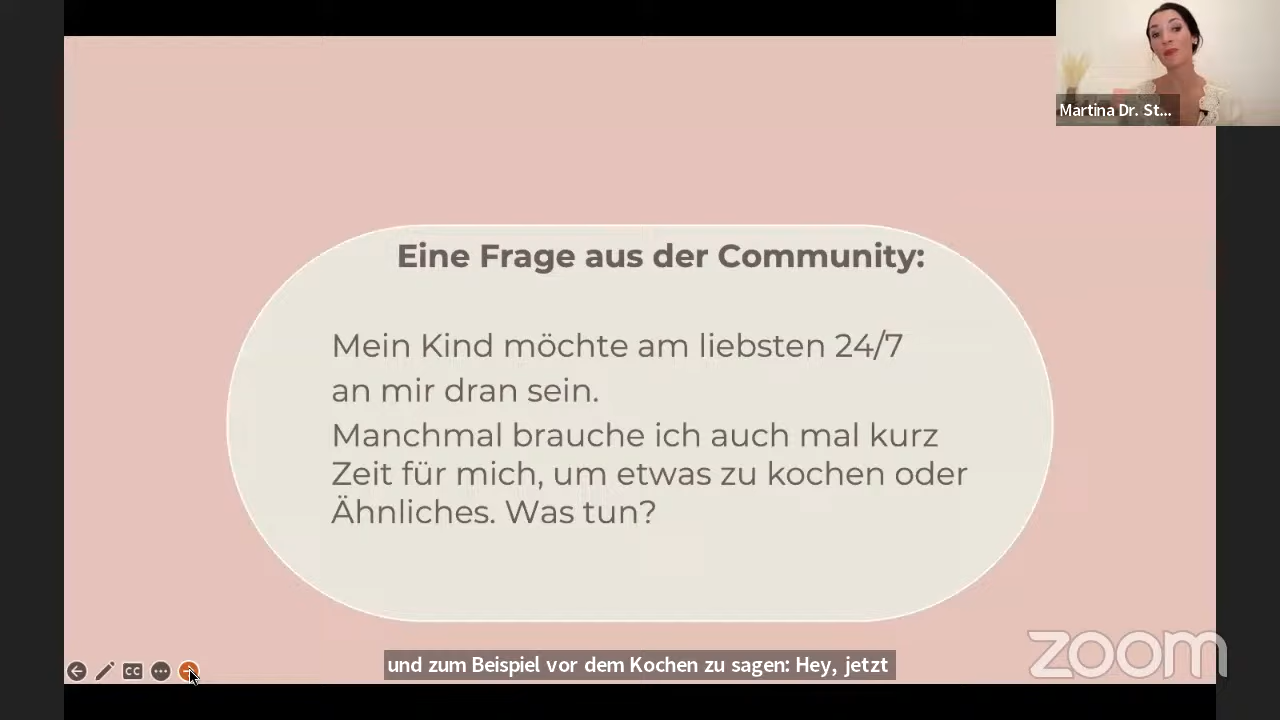 Martina Dr. St...
Eine Frage aus der Community:
Mein Kind möchte am liebsten 24/7
an mir dran sein.
Manchmal brauche ich auch mal kurz
Zeit für mich, um etwas zu kochen oder
Ähnliches. Was tun?
CC
und zum Beispiel vor dem Kochen zu sagen: Hey, jetzt
zoom